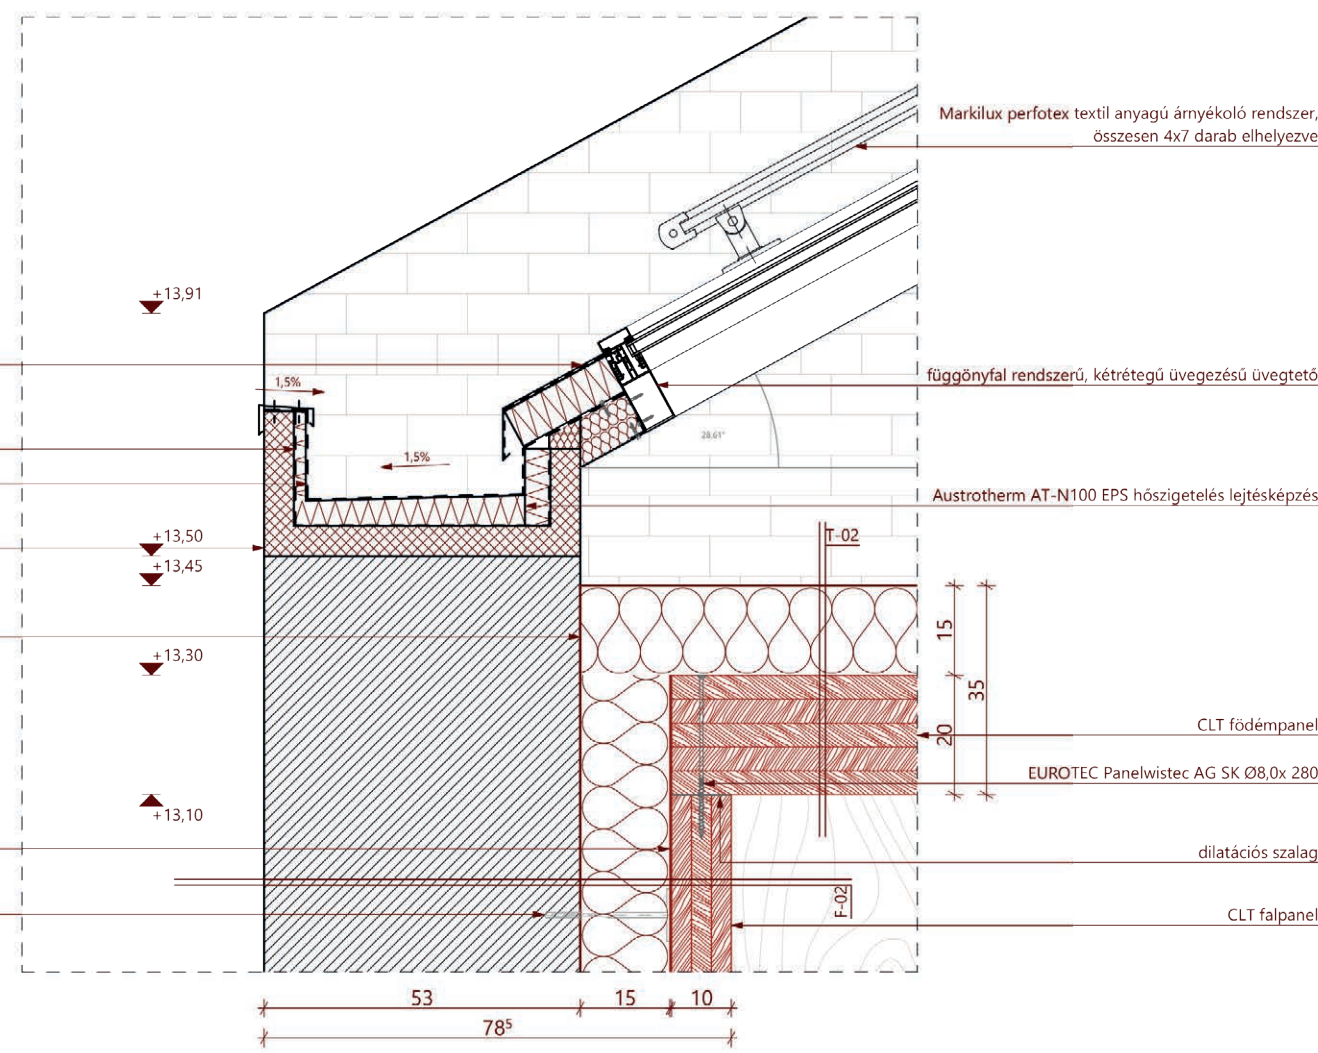 Markilux perfotex textil anyagú árnyékoló rendszer,
összesen 4x7 darab elhelyezve
+13,91
függönyfal rendszerű, kétrétegű üvegezésű üvegtető
1,5%
28.61°
1,5%
Austrotherm AT-N100 EPS hőszigetelés lejtésképzés
+13,50
T-02
+13,45
15
+13,30
35
20
CLT födémpanel
EUROTEC Panelwistec AG SK Ø8,0x 280
+13,10
dilatációs szalag
F-02
CLT falpanel
53
15
10
78⁵